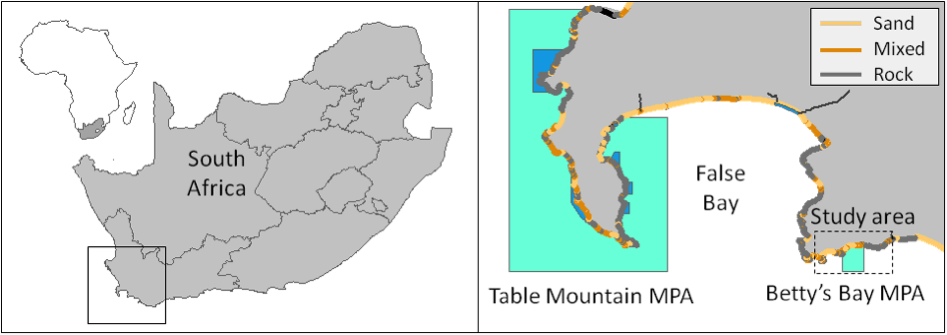 South
Africa
Sand
Mixed
Rock
False
Bay
Study area
Table Mountain MPA
Betty's Bay MPA